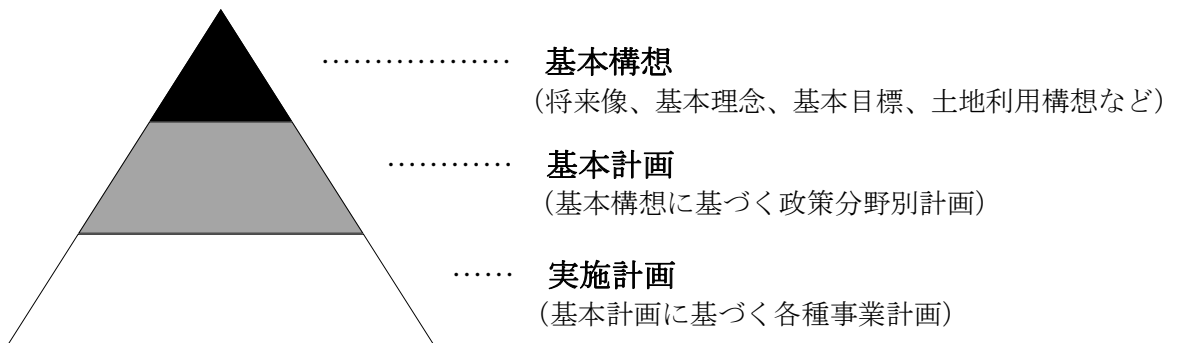 ……………… 基本構想
(将来像、基本理念、基本目標、土地利用構想など)
………… 基本計画
(基本構想に基づく政策分野別計画)
…… 実施計画
(基本計画に基づく各種事業計画)